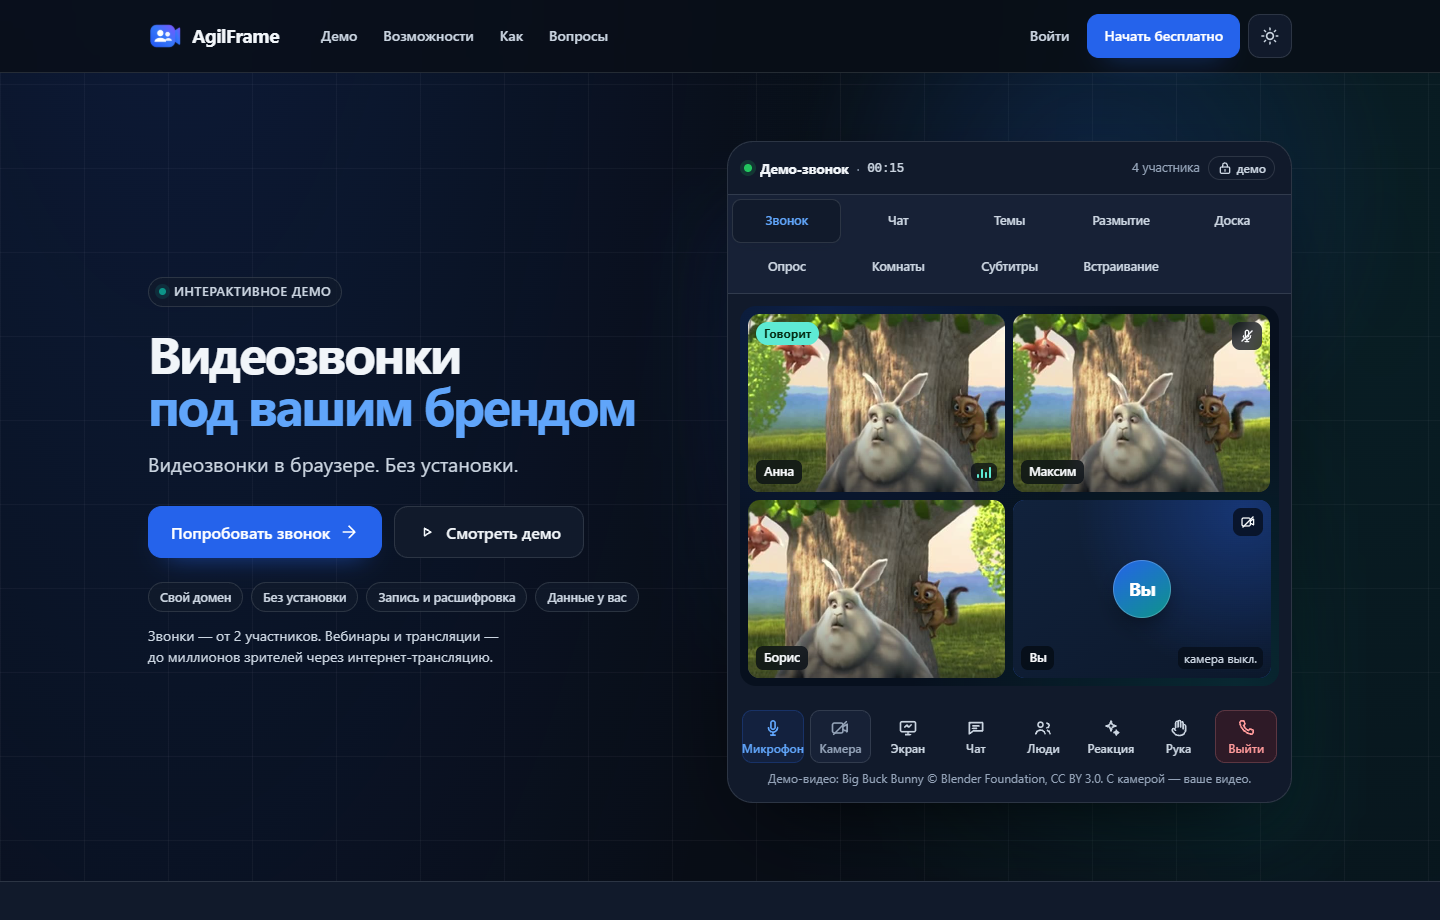 AgilFrame
Демо
Возможности
Как
Вопросы
Войти
Начать бесплатно
ИНТЕРАКТИВНОЕ ДЕМО
Видеозвонки
под вашим брендом
Видеозвонки в браузере. Без установки.
Попробовать звонок
Смотреть демо
Свой домен
Без установки
Запись и расшифровка
Данные у вас
Звонки — от 2 участников. Вебинары и трансляции —
до миллионов зрителей через интернет-трансляцию.
Демо-звонок · 00:15
4 участника
демо
Звонок
Чат
Темы
Размытие
Доска
Опрос
Комнаты
Субтитры
Встраивание
Говорит
Анна
Максим
Борис
Вы
Вы
камера выкл.
Микрофон
Камера
Экран
Чат
Люди
Реакция
Рука
Выйти
Демо-видео: Big Buck Bunny © Blender Foundation, CC BY 3.0. С камерой — ваше видео.